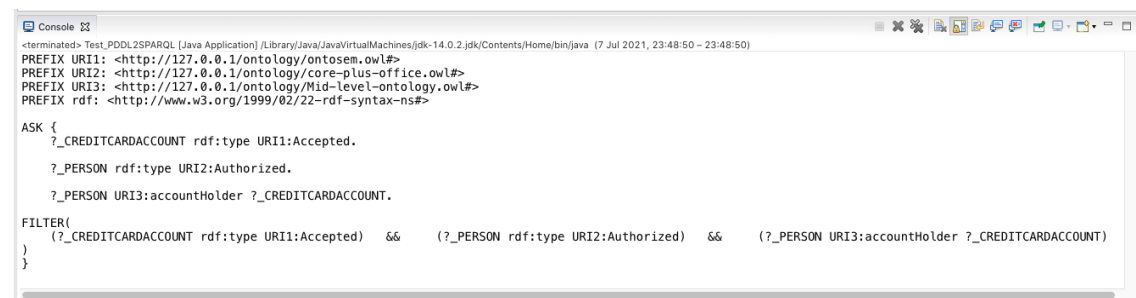 Console
<terminated> Test_PDDL2SPARQL [Java Application] /Library/Java/JavaVirtualMachines/jdk-14.0.2.jdk/Contents/Home/bin/java (7 Jul 2021, 23:48:50 – 23:48:50)
PREFIX URI1: <http://127.0.0.1/ontology/ontosem.owl#>
PREFIX URI2: <http://127.0.0.1/ontology/core-plus-office.owl#>
PREFIX URI3: <http://127.0.0.1/ontology/Mid-level-ontology.owl#>
PREFIX rdf: <http://www.w3.org/1999/02/22-rdf-syntax-ns#>
ASK {
?_CREDITCARDACCOUNT rdf:type URI1:Accepted.
?_PERSON rdf:type URI2:Authorized.
?_PERSON URI3:accountHolder ?_CREDITCARDACCOUNT.
FILTER(
(?_CREDITCARDACCOUNT rdf:type URI1:Accepted) && (?_PERSON rdf:type URI2:Authorized) && (?_PERSON URI3:accountHolder ?_CREDITCARDACCOUNT)
)
}